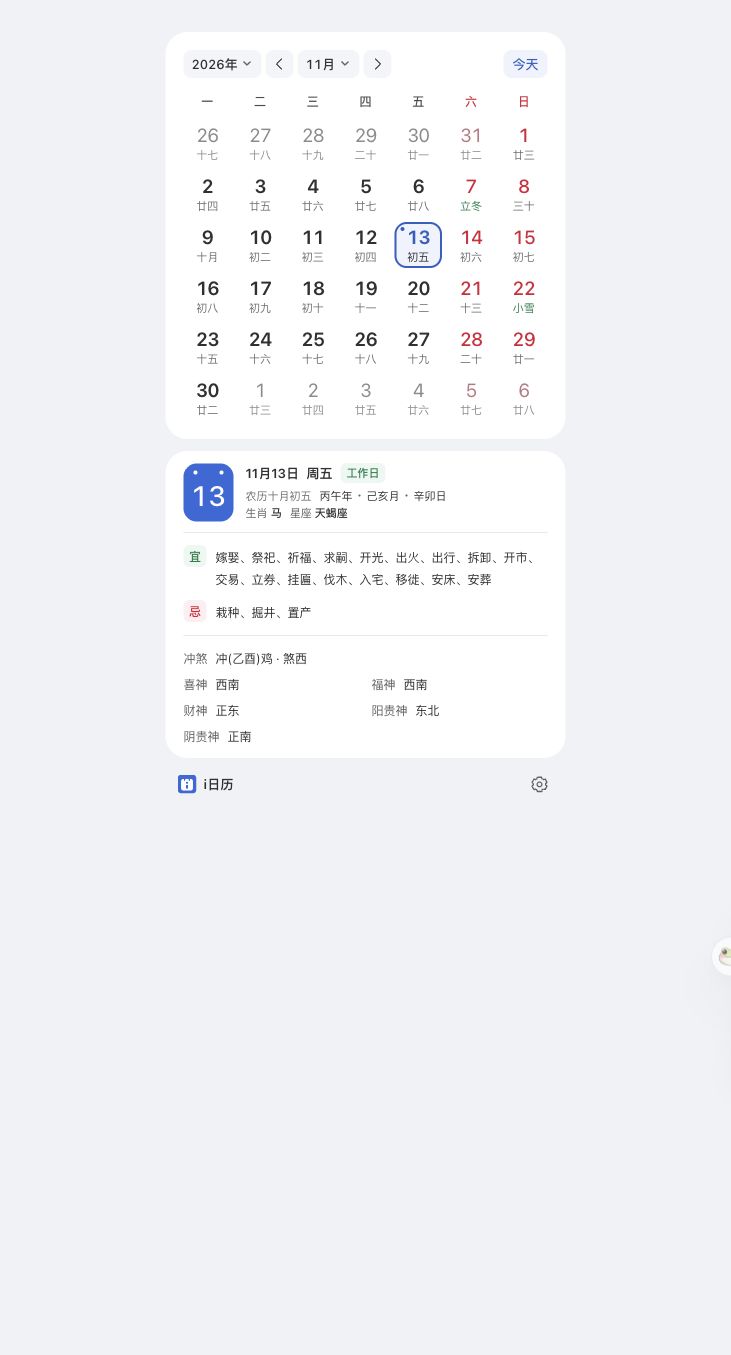 2026年 11月 今天
一 二 三 四 五 六 日
26 27 28 29 30 31 1
十七 十八 十九 二十 廿一 廿二 廿三
2 3 4 5 6 7 8
廿四 廿五 廿六 廿七 廿八 立冬 三十
9 10 11 12 13 14 15
十月 初二 初三 初四 初五 初六 初七
16 17 18 19 20 21 22
初八 初九 初十 十一 十二 十三 小雪
23 24 25 26 27 28 29
十五 十六 十七 十八 十九 二十 廿一
30 1 2 3 4 5 6
廿二 廿三 廿四 廿五 廿六 廿七 廿八
13
11月13日 周五 工作日
农历十月初五 丙午年・己亥月・辛卯日
生肖 马 星座 天蝎座
宜 嫁娶、祭祀、祈福、求嗣、开光、出火、出行、拆卸、开市、
交易、立券、挂匾、伐木、入宅、移徙、安床、安葬
忌 栽种、掘井、置产
冲煞 冲(乙酉)鸡 · 煞西
喜神 西南 福神 西南
财神 正东 阳贵神 东北
阴贵神 正南
i日历